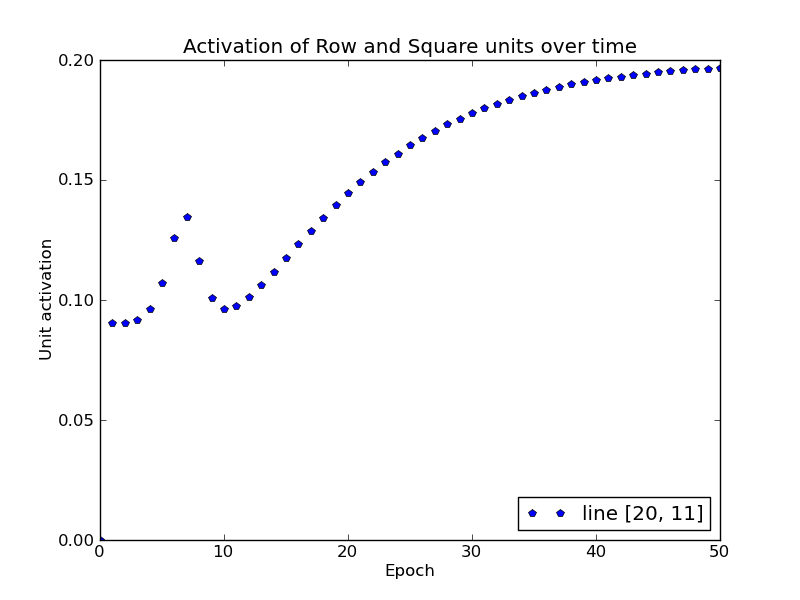 Activation of Row and Square units over time
0.20
0.15
0.10
0.05
0.00
Unit activation
line [20, 11]
0 10 20 30 40 50
Epoch